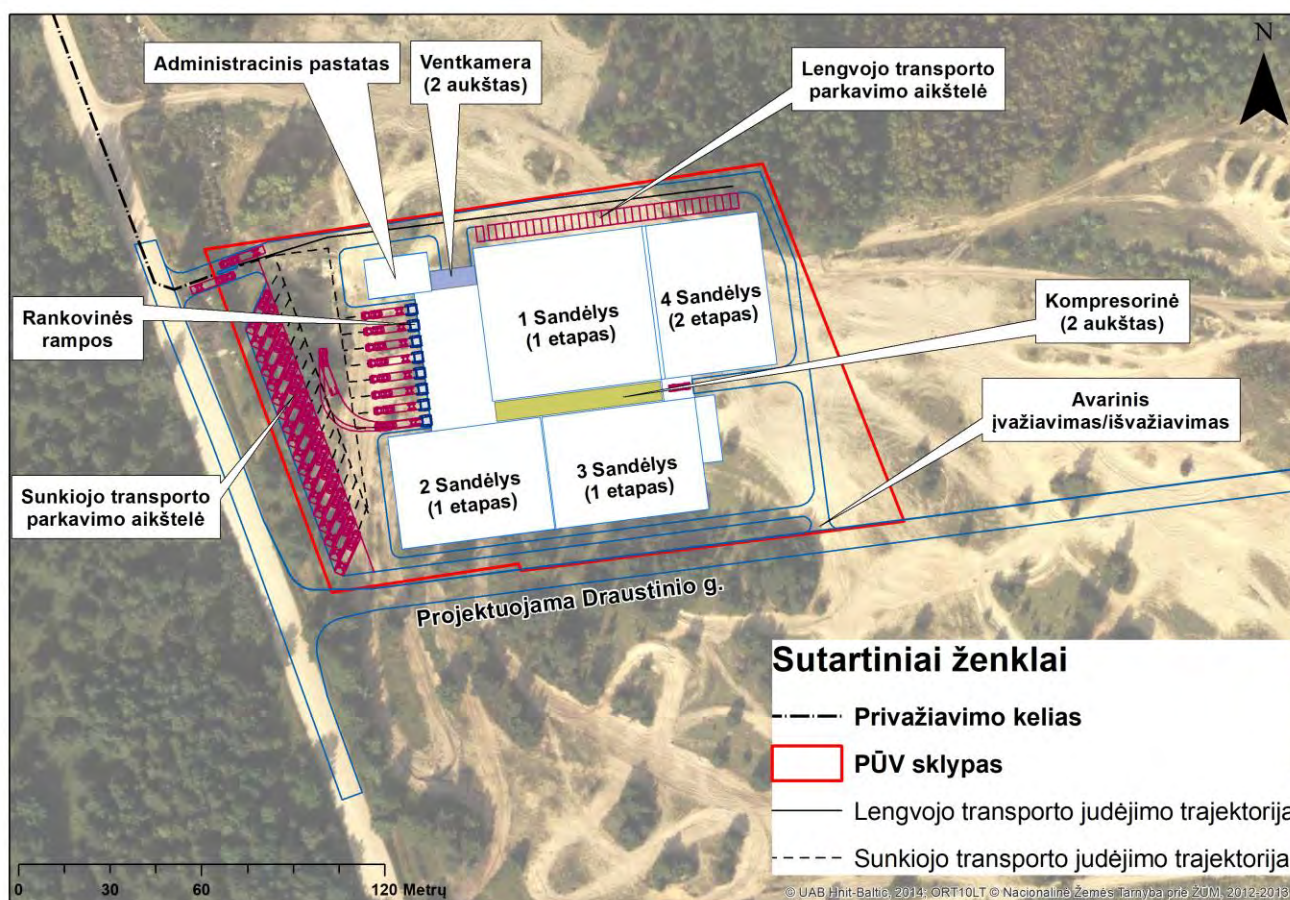 N
Administracinis pastatas
Ventkamera
(2 aukštas)
Lengvojo transporto
parkavimo aikštelė
Rankovinės
rampos
1 Sandėlys
(1 etapas)
4 Sandėlys
(2 etapas)
Kompresorinė
(2 aukštas)
Avarinis
įvažiavimas/išvažiavimas
Sunkiojo transporto
parkavimo aikštelė
2 Sandėlys
(1 etapas)
3 Sandėlys
(1 etapas)
Projektuojama Draustinio g.
Sutartiniai ženklai
Privažiavimo kelias
PŪV sklypas
Lengvojo transporto judėjimo trajektorija
Sunkiojo transporto judėjimo trajektorija
0 30 60 120 Metrų
© UAB Hnit-Baltic, 2014; ORT10LT © Nacionalinė Žemės Tarnyba prie ŽŪM, 2012-2013